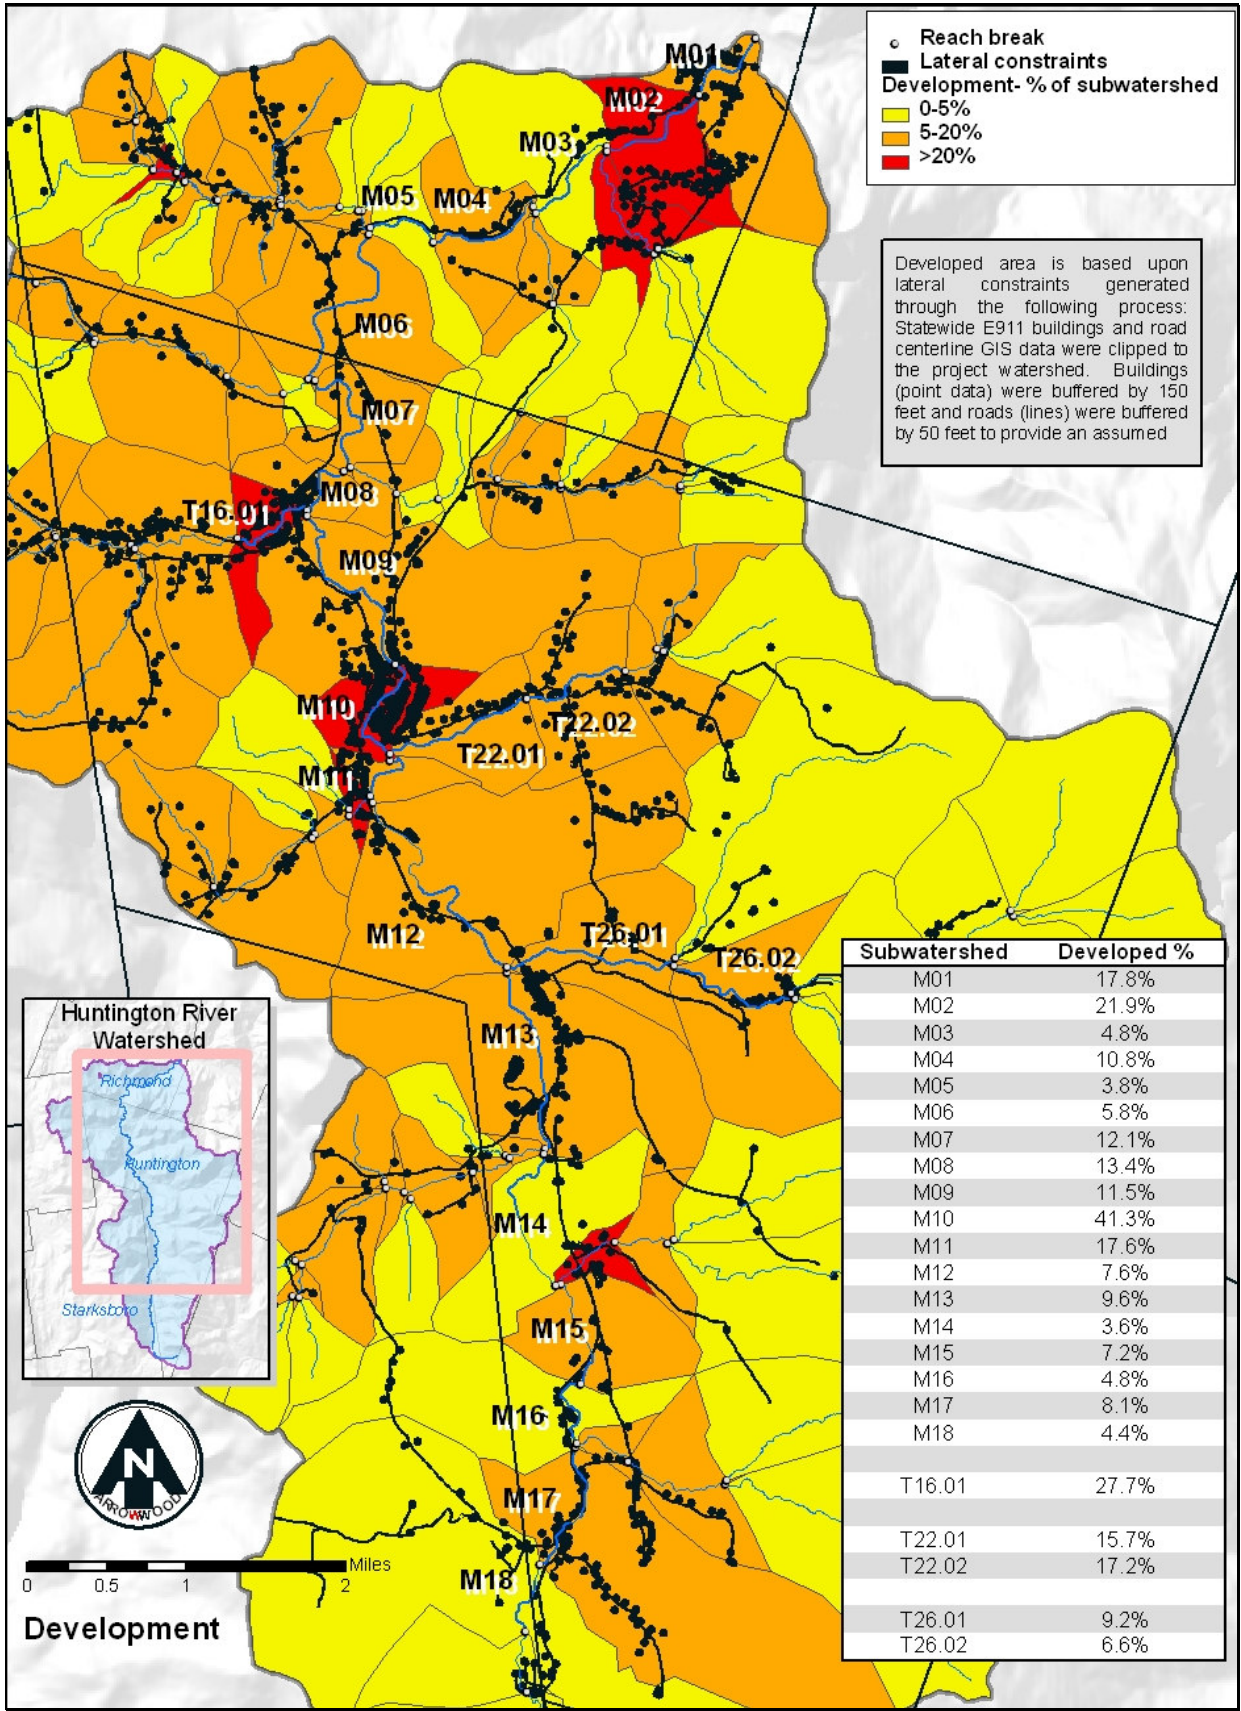 Reach break
Lateral constraints
Development- % of subwatershed
0-5%
5-20%
>20%
Developed area is based upon
lateral constraints generated
through the following process:
Statewide E911 buildings and road
centerline GIS data were clipped to
the project watershed. Buildings
(point data) were buffered by 150
feet and roads (lines) were buffered
by 50 feet to provide an assumed
M01
M02
M03
M05
M04
M06
M07
M08
T16.01
M09
M10
T22.02
T22.01
M11
M12
T26.01
T26.02
M13
M14
M15
M16
M17
M18
Subwatershed Developed %
M01 17.8%
M02 21.9%
M03 4.8%
M04 10.8%
M05 3.8%
M06 5.8%
M07 12.1%
M08 13.4%
M09 11.5%
M10 41.3%
M11 17.6%
M12 7.6%
M13 9.6%
M14 3.6%
M15 7.2%
M16 4.8%
M17 8.1%
M18 4.4%
T16.01 27.7%
T22.01 15.7%
T22.02 17.2%
T26.01 9.2%
T26.02 6.6%
Huntington River
Watershed
Richmond
Huntington
Starksboro
N
ARROWWOOD
Miles
0 0.5 1 2
Development